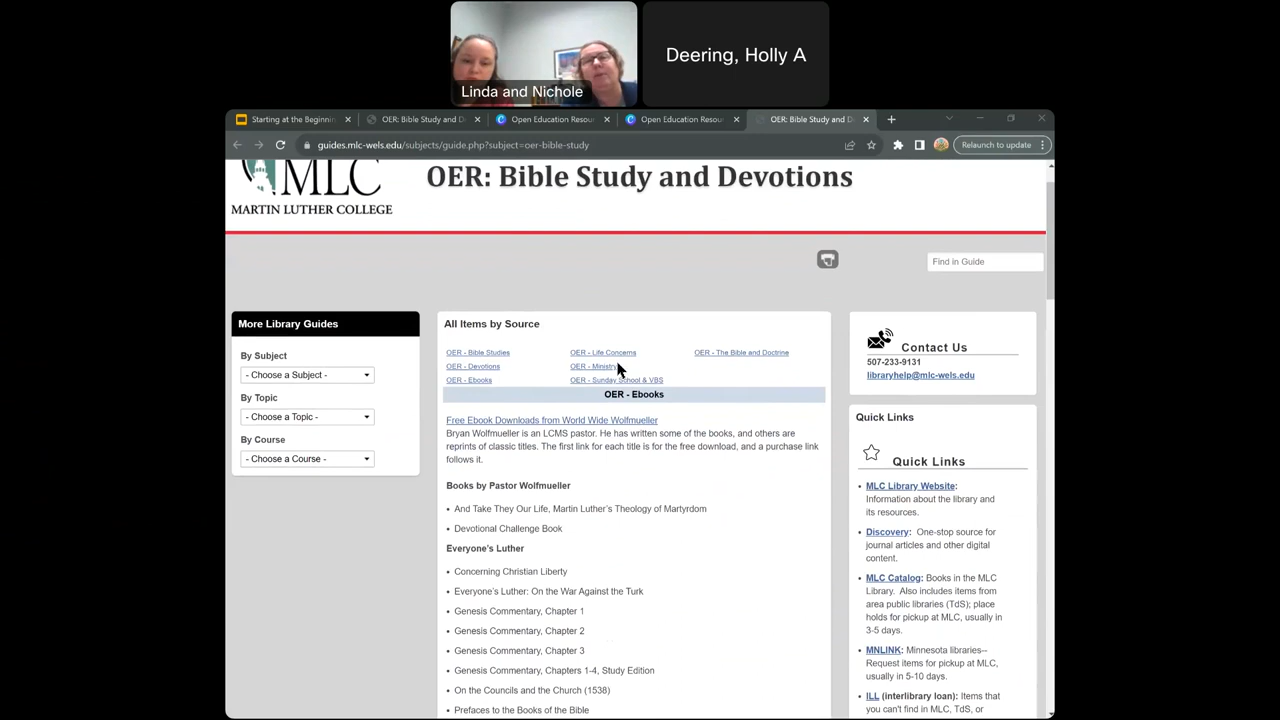 Linda and Nichole
Deering, Holly A
Starting at the Beginnin
OER: Bible Study and D
Open Education Resou
Open Education Resou
OER: Bible Study and D
guides.mlc-wels.edu/subjects/guide.php?subject=oer-bible-study
Relaunch to update
MLC
MARTIN LUTHER COLLEGE
OER: Bible Study and Devotions
Find in Guide
More Library Guides
By Subject
- Choose a Subject -
By Topic
- Choose a Topic -
By Course
- Choose a Course -
All Items by Source
OER - Bible Studies
OER - Life Concerns
OER - The Bible and Doctrine
OER - Devotions
OER - Ministry
OER - Ebooks
OER - Sunday School & VBS
OER - Ebooks
Free Ebook Downloads from World Wide Wolfmueller
Bryan Wolfmueller is an LCMS pastor. He has written some of the books, and others are
reprints of classic titles. The first link for each title is for the free download, and a purchase link
follows it.
Books by Pastor Wolfmueller
• And Take They Our Life, Martin Luther's Theology of Martyrdom
• Devotional Challenge Book
Everyone's Luther
• Concerning Christian Liberty
• Everyone's Luther: On the War Against the Turk
• Genesis Commentary, Chapter 1
• Genesis Commentary, Chapter 2
• Genesis Commentary, Chapter 3
• Genesis Commentary, Chapters 1-4, Study Edition
• On the Councils and the Church (1538)
• Prefaces to the Books of the Bible
Contact Us
507-233-9131
libraryhelp@mlc-wels.edu
Quick Links
Quick Links
• MLC Library Website:
Information about the library and
its resources.
• Discovery: One-stop source for
journal articles and other digital
content.
• MLC Catalog: Books in the MLC
Library. Also includes items from
area public libraries (TdS); place
holds for pickup at MLC, usually in
3-5 days.
• MNLINK: Minnesota libraries--
Request items for pickup at MLC,
usually in 5-10 days.
• ILL (interlibrary loan): Items that
you can't find in MLC, TdS, or